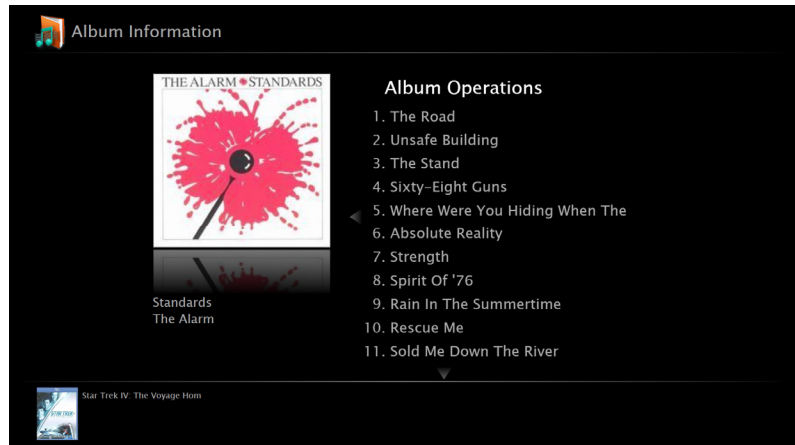 Album Information
THE ALARM STANDARDS
Standards
The Alarm
Album Operations
1. The Road
2. Unsafe Building
3. The Stand
4. Sixty-Eight Guns
5. Where Were You Hiding When The
6. Absolute Reality
7. Strength
8. Spirit Of '76
9. Rain In The Summertime
10. Rescue Me
11. Sold Me Down The River
Star Trek IV: The Voyage Hom
STAR TREK